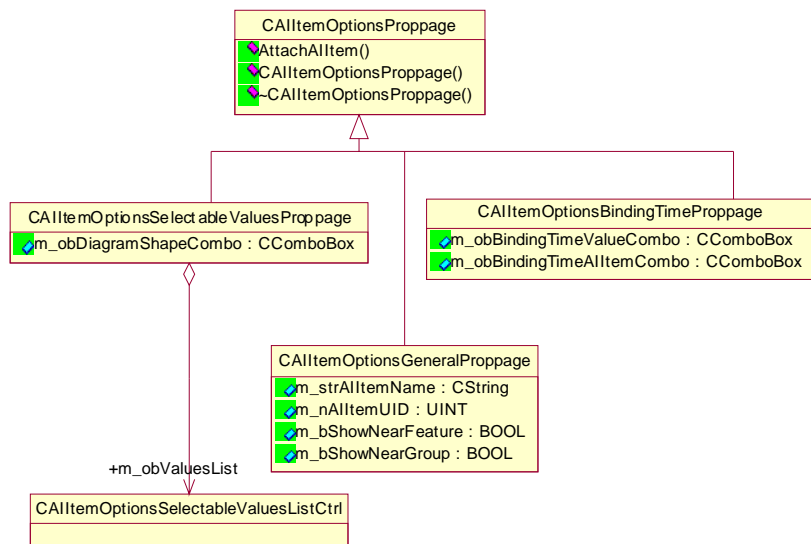 CAIItemOptionsProppage
AttachAIItem()
CAIItemOptionsProppage()
~CAIItemOptionsProppage()
CAIItemOptionsSelectableValuesProppage
m_obDiagramShapeCombo : CComboBox
CAIItemOptionsBindingTimeProppage
m_obBindingTimeValueCombo : CComboBox
m_obBindingTimeAIItemCombo : CComboBox
CAIItemOptionsGeneralProppage
m_strAIItemName : CString
m_nAIItemUID : UINT
m_bShowNearFeature : BOOL
m_bShowNearGroup : BOOL
+m_obValuesList
CAIItemOptionsSelectableValuesListCtrl